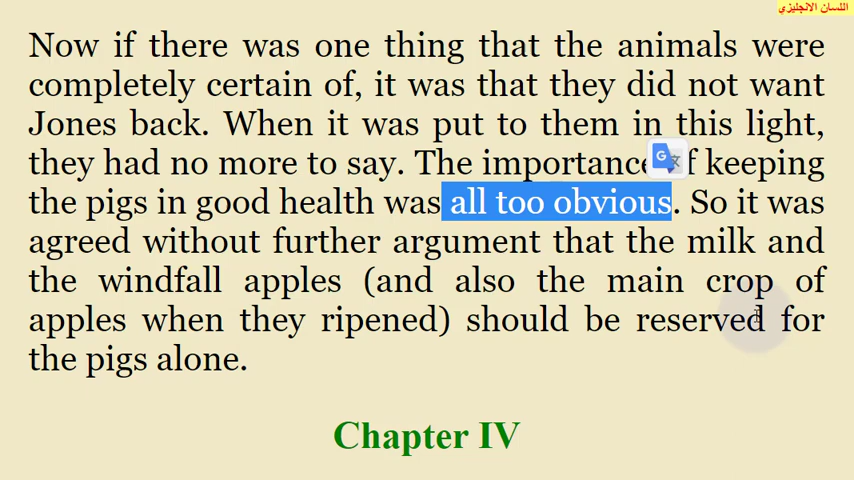 اللسان الانجليزي
Now if there was one thing that the animals were
completely certain of, it was that they did not want
Jones back. When it was put to them in this light,
they had no more to say. The importance of keeping
the pigs in good health was all too obvious. So it was
agreed without further argument that the milk and
the windfall apples (and also the main crop of
apples when they ripened) should be reserved for
the pigs alone.
Chapter IV